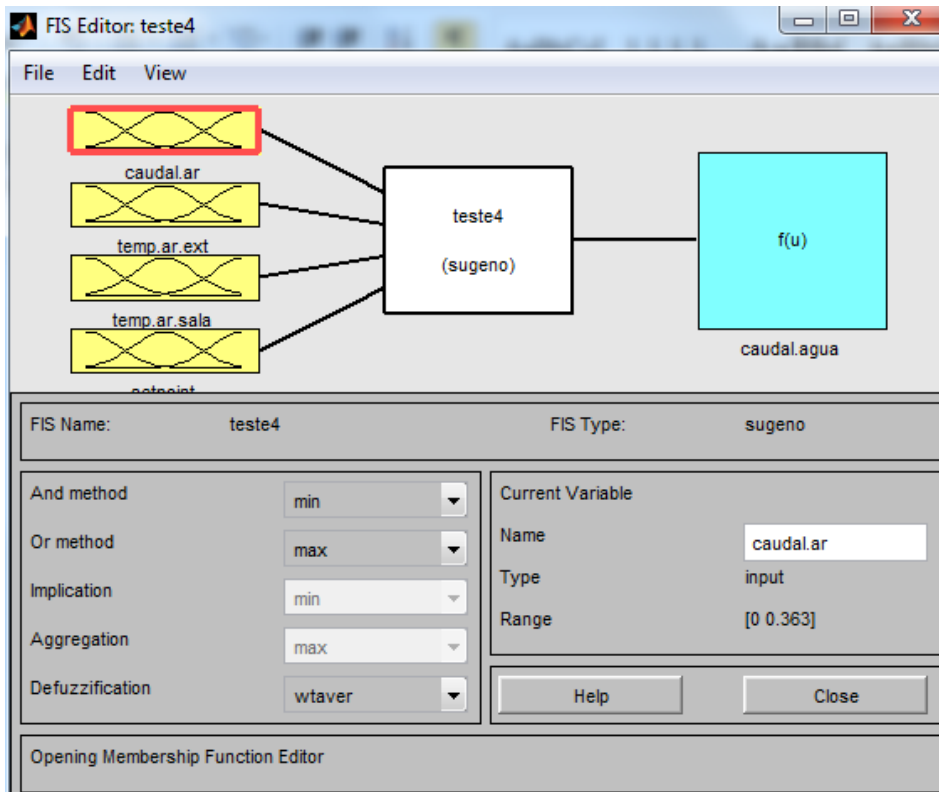 FIS Editor: teste4
File Edit View
caudal.ar
temp.ar.ext
temp.ar.sala
teste4
(sugeno)
f(u)
caudal.agua
FIS Name: teste4 FIS Type: sugeno
And method min
Or method max
Implication min
Aggregation max
Defuzzification wtaver
Current Variable
Name caudal.ar
Type input
Range [0 0.363]
Help Close
Opening Membership Function Editor